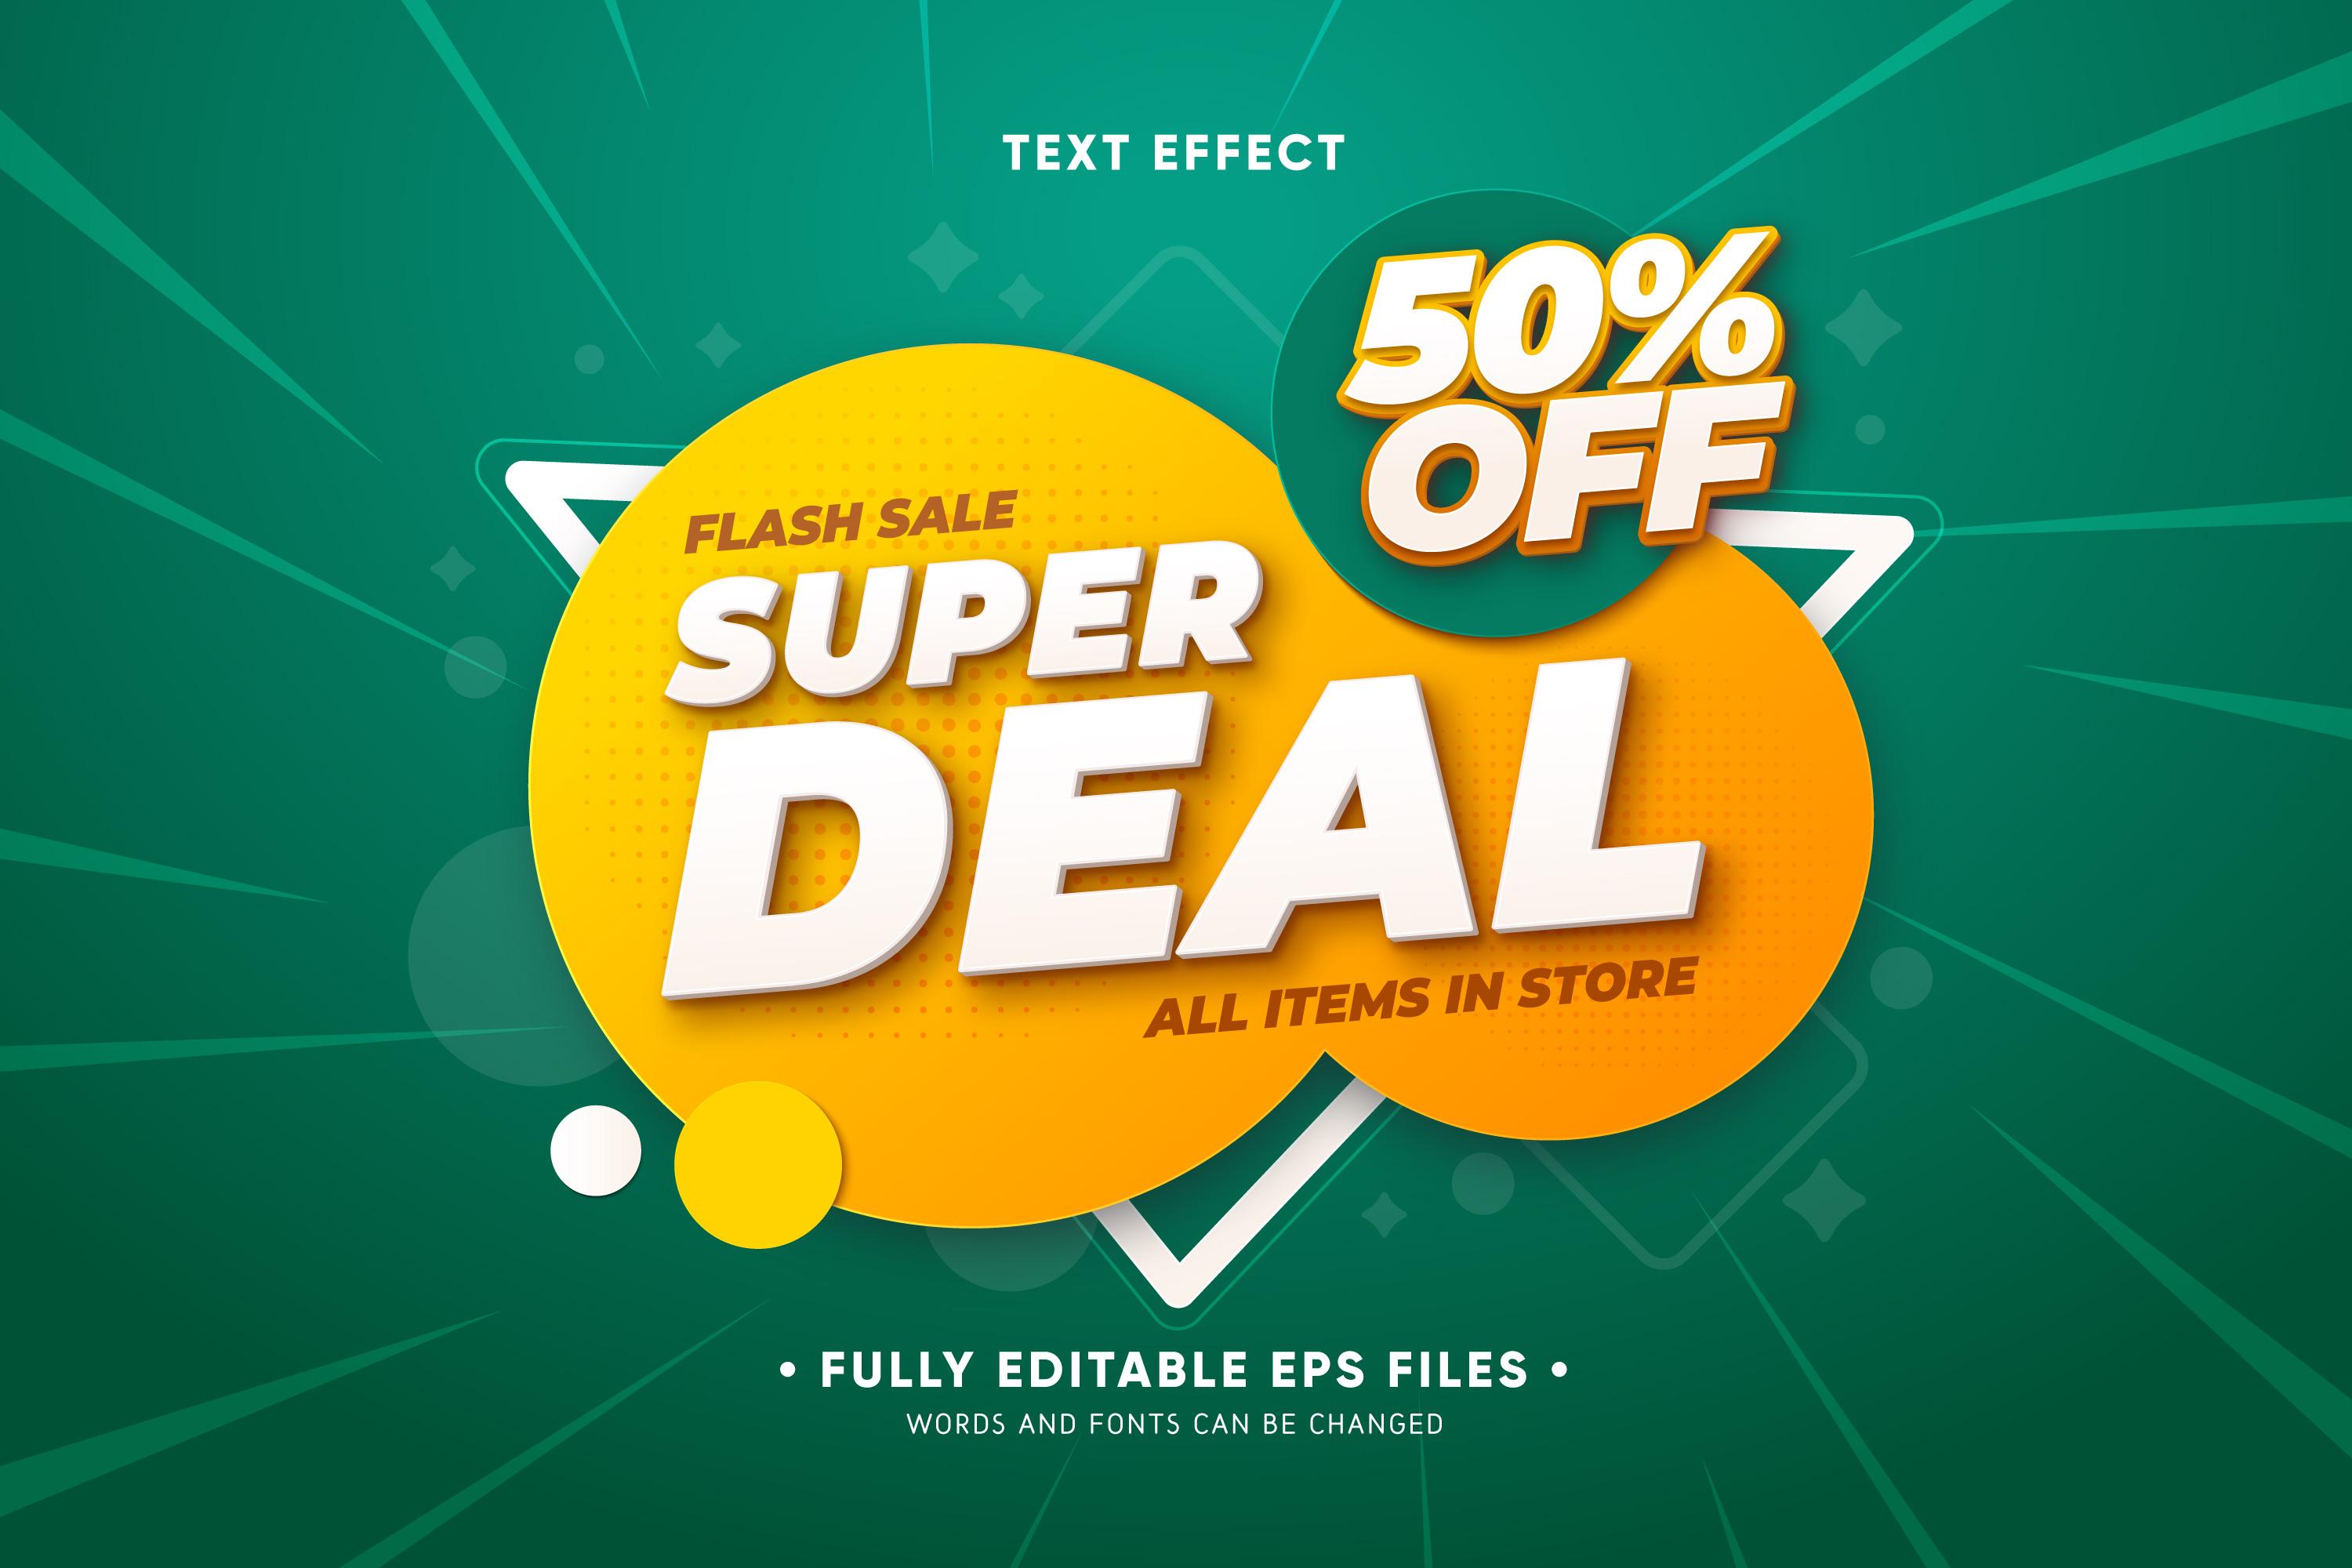 TEXT EFFECT
50%
OFF
FLASH SALE
SUPER
DEAL
ALL ITEMS IN STORE
• FULLY EDITABLE EPS FILES •
WORDS AND FONTS CAN BE CHANGED